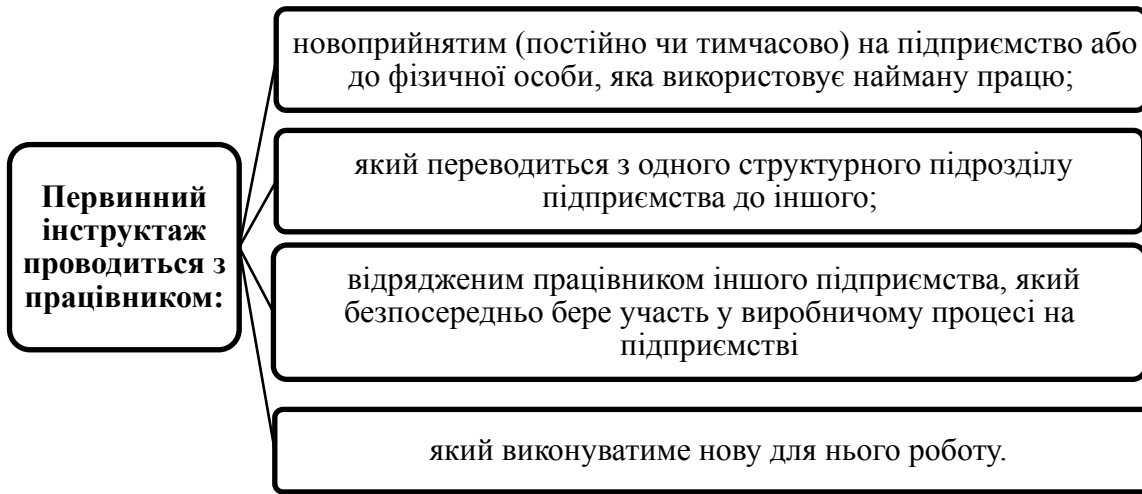 Первинний
інструктаж
проводиться з
працівником:
новоприйнятим (постійно чи тимчасово) на підприємство або
до фізичної особи, яка використовує найману працю;
який переводиться з одного структурного підрозділу
підприємства до іншого;
відрядженим працівником іншого підприємства, який
безпосередньо бере участь у виробничому процесі на
підприємстві
який виконуватиме нову для нього роботу.